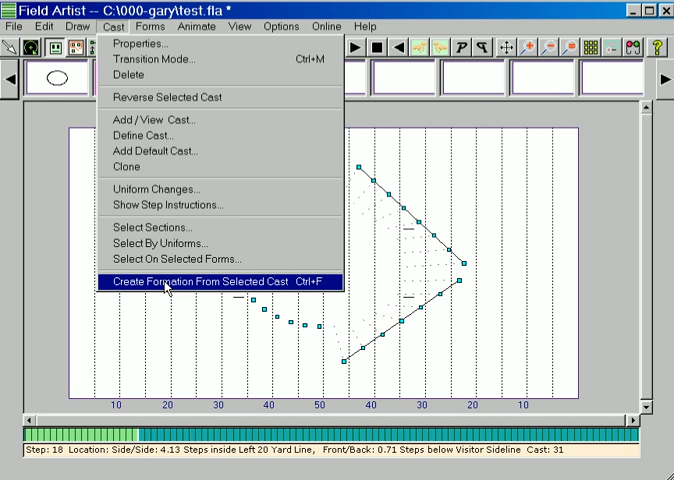 Field Artist -- C:\000-gary\test.fla *
File Edit Draw Cast Forms Animate View Options Online Help
Properties...
Transition Mode... Ctrl+M
Delete
Reverse Selected Cast
Add / View Cast...
Define Cast...
Add Default Cast...
Clone
Uniform Changes...
Show Step Instructions...
Select Sections...
Select By Uniforms...
Select On Selected Forms...
Create Formation From Selected Cast Ctrl+F
10 20 30 40 50 40 30 20 10
Step: 18 Location: Side/Side: 4.13 Steps inside Left 20 Yard Line, Front/Back: 0.71 Steps below Visitor Sideline Cast: 31